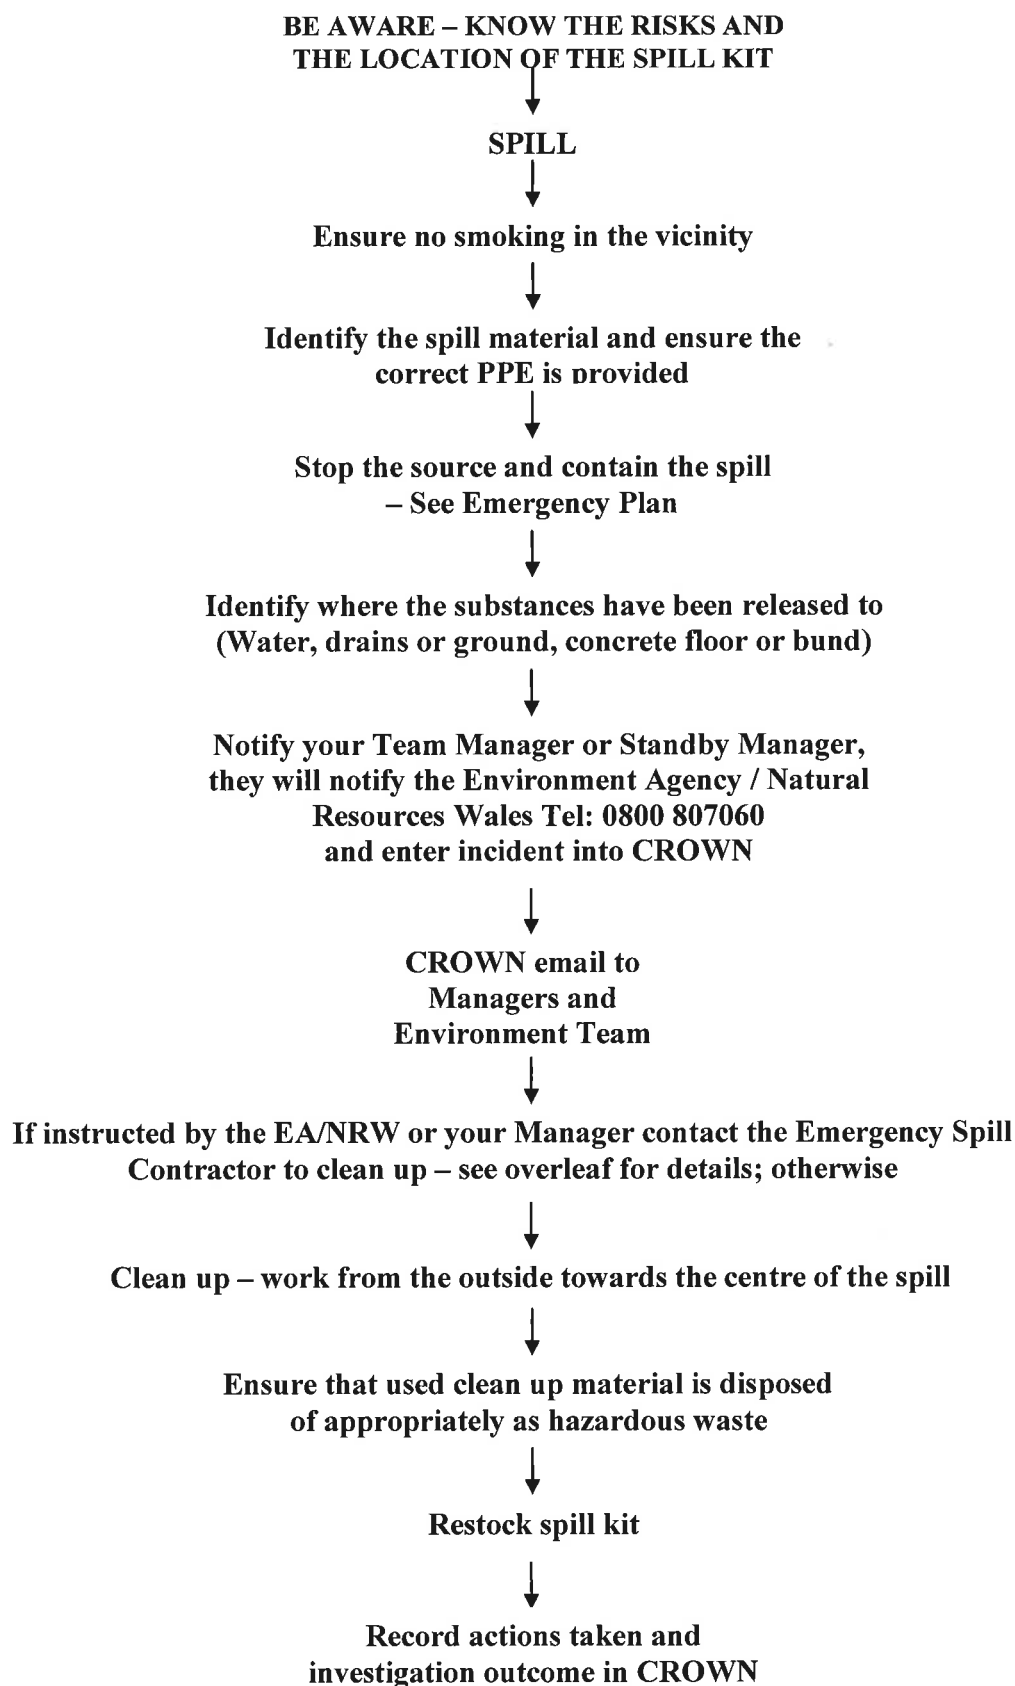 BE AWARE – KNOW THE RISKS AND
THE LOCATION OF THE SPILL KIT
SPILL
Ensure no smoking in the vicinity
Identify the spill material and ensure the
correct PPE is provided
Stop the source and contain the spill
– See Emergency Plan
Identify where the substances have been released to
(Water, drains or ground, concrete floor or bund)
Notify your Team Manager or Standby Manager,
they will notify the Environment Agency / Natural
Resources Wales Tel: 0800 807060
and enter incident into CROWN
CROWN email to
Managers and
Environment Team
If instructed by the EA/NRW or your Manager contact the Emergency Spill
Contractor to clean up – see overleaf for details; otherwise
Clean up – work from the outside towards the centre of the spill
Ensure that used clean up material is disposed
of appropriately as hazardous waste
Restock spill kit
Record actions taken and
investigation outcome in CROWN